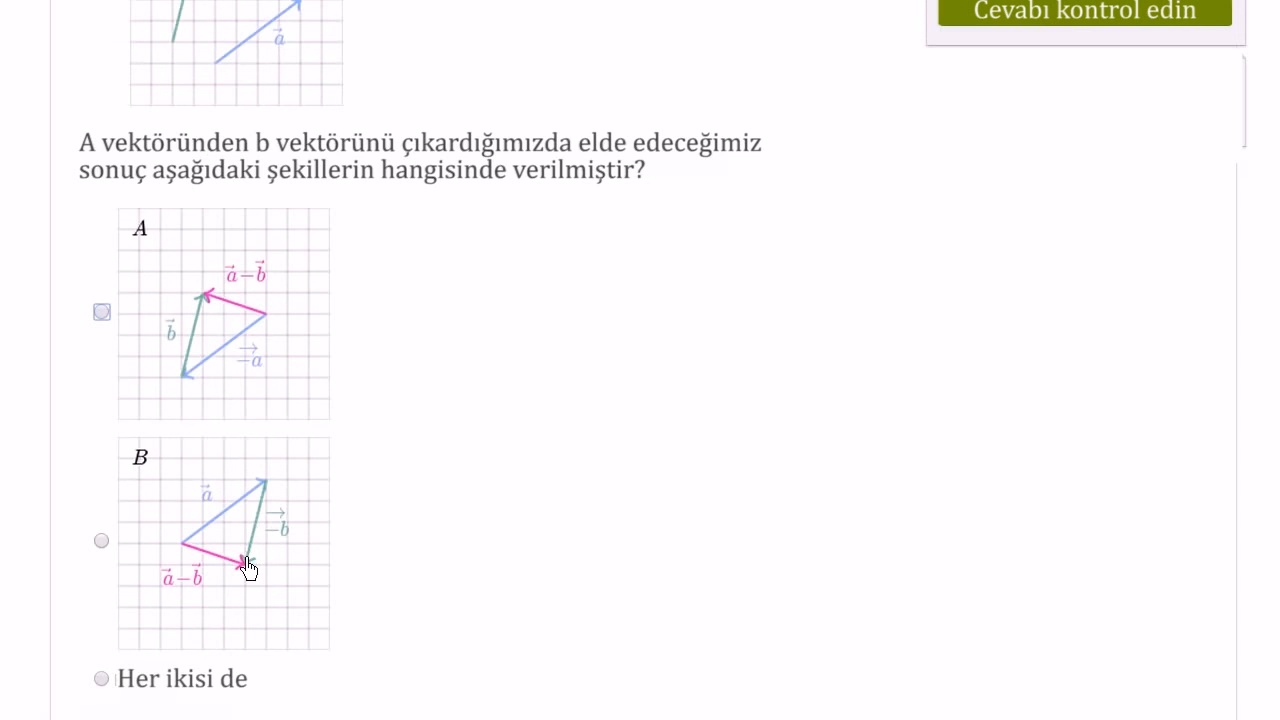 Cevabı kontrol edin
a
A vektöründen b vektörünü çıkardığımızda elde edeceğimiz
sonuç aşağıdaki şekillerin hangisinde verilmiştir?
A
a⃗−b⃗
b⃗
−a⃗
B
a⃗
−b⃗
a⃗−b⃗
Her ikisi de